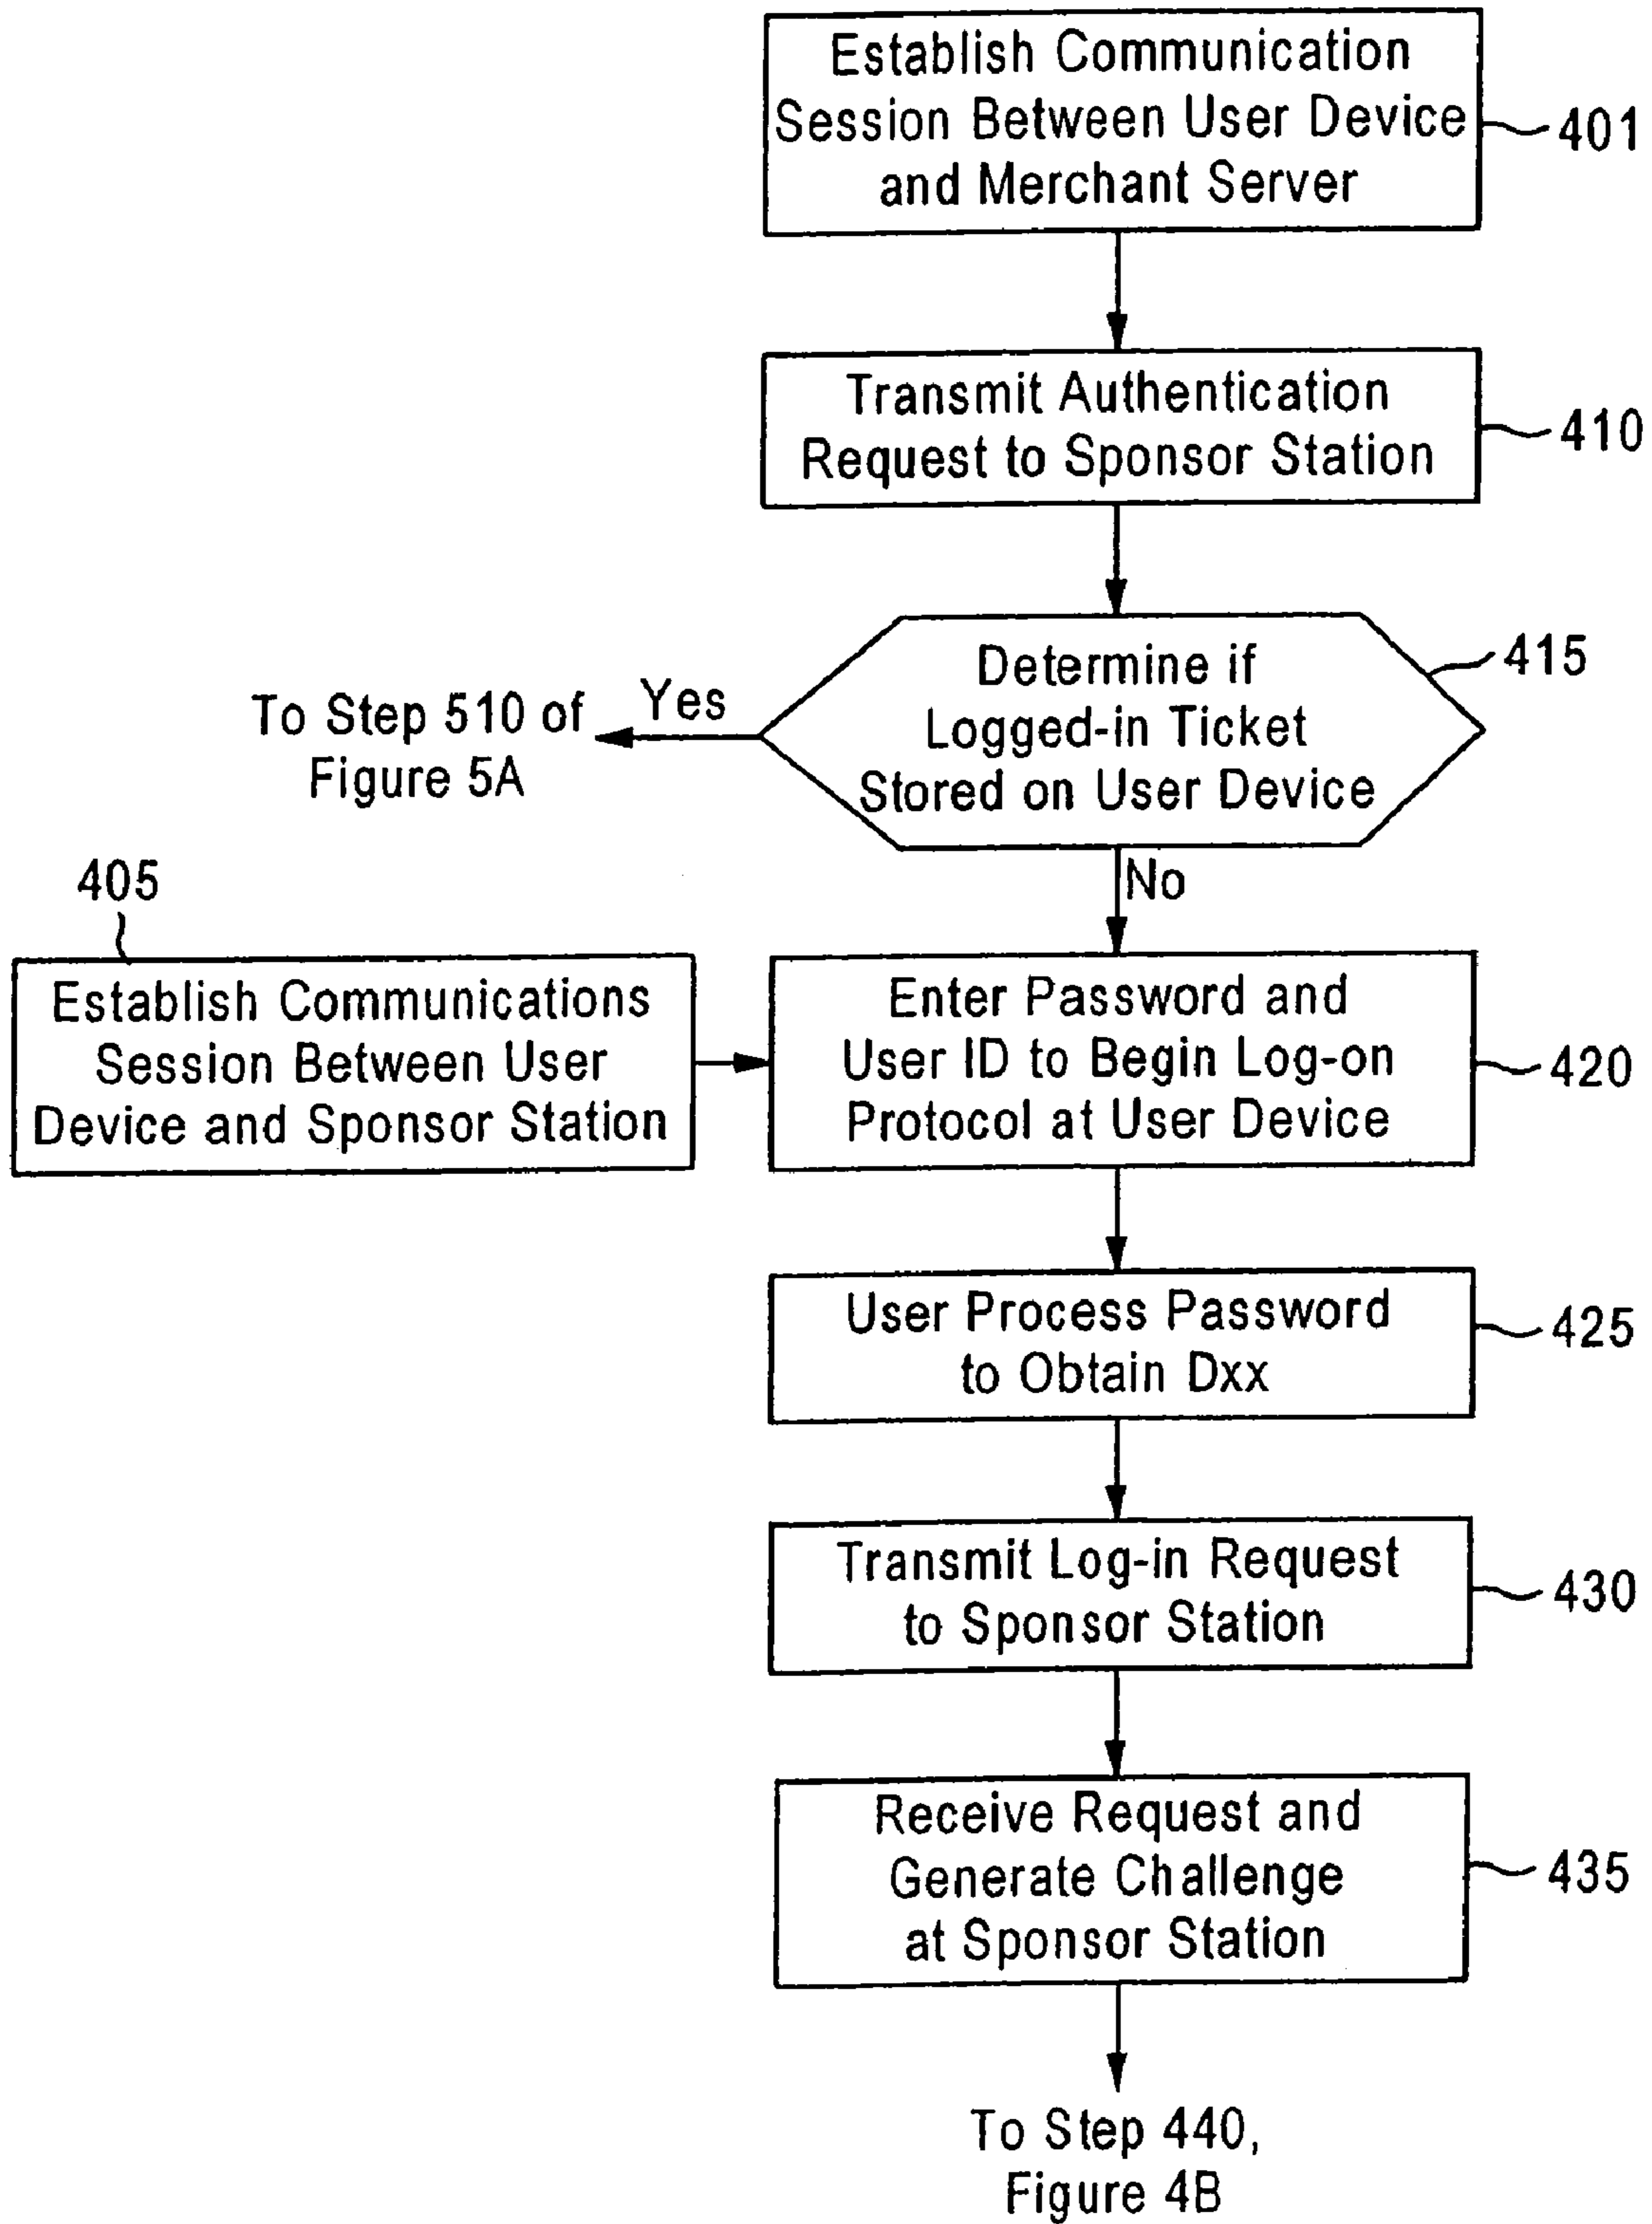 Establish Communication
Session Between User Device
and Merchant Server
401
Transmit Authentication
Request to Sponsor Station
410
Determine if
Logged-in Ticket
Stored on User Device
415
Yes
To Step 510 of
Figure 5A
No
405
Establish Communications
Session Between User
Device and Sponsor Station
Enter Password and
User ID to Begin Log-on
Protocol at User Device
420
User Process Password
to Obtain Dxx
425
Transmit Log-in Request
to Sponsor Station
430
Receive Request and
Generate Challenge
at Sponsor Station
435
To Step 440,
Figure 4B